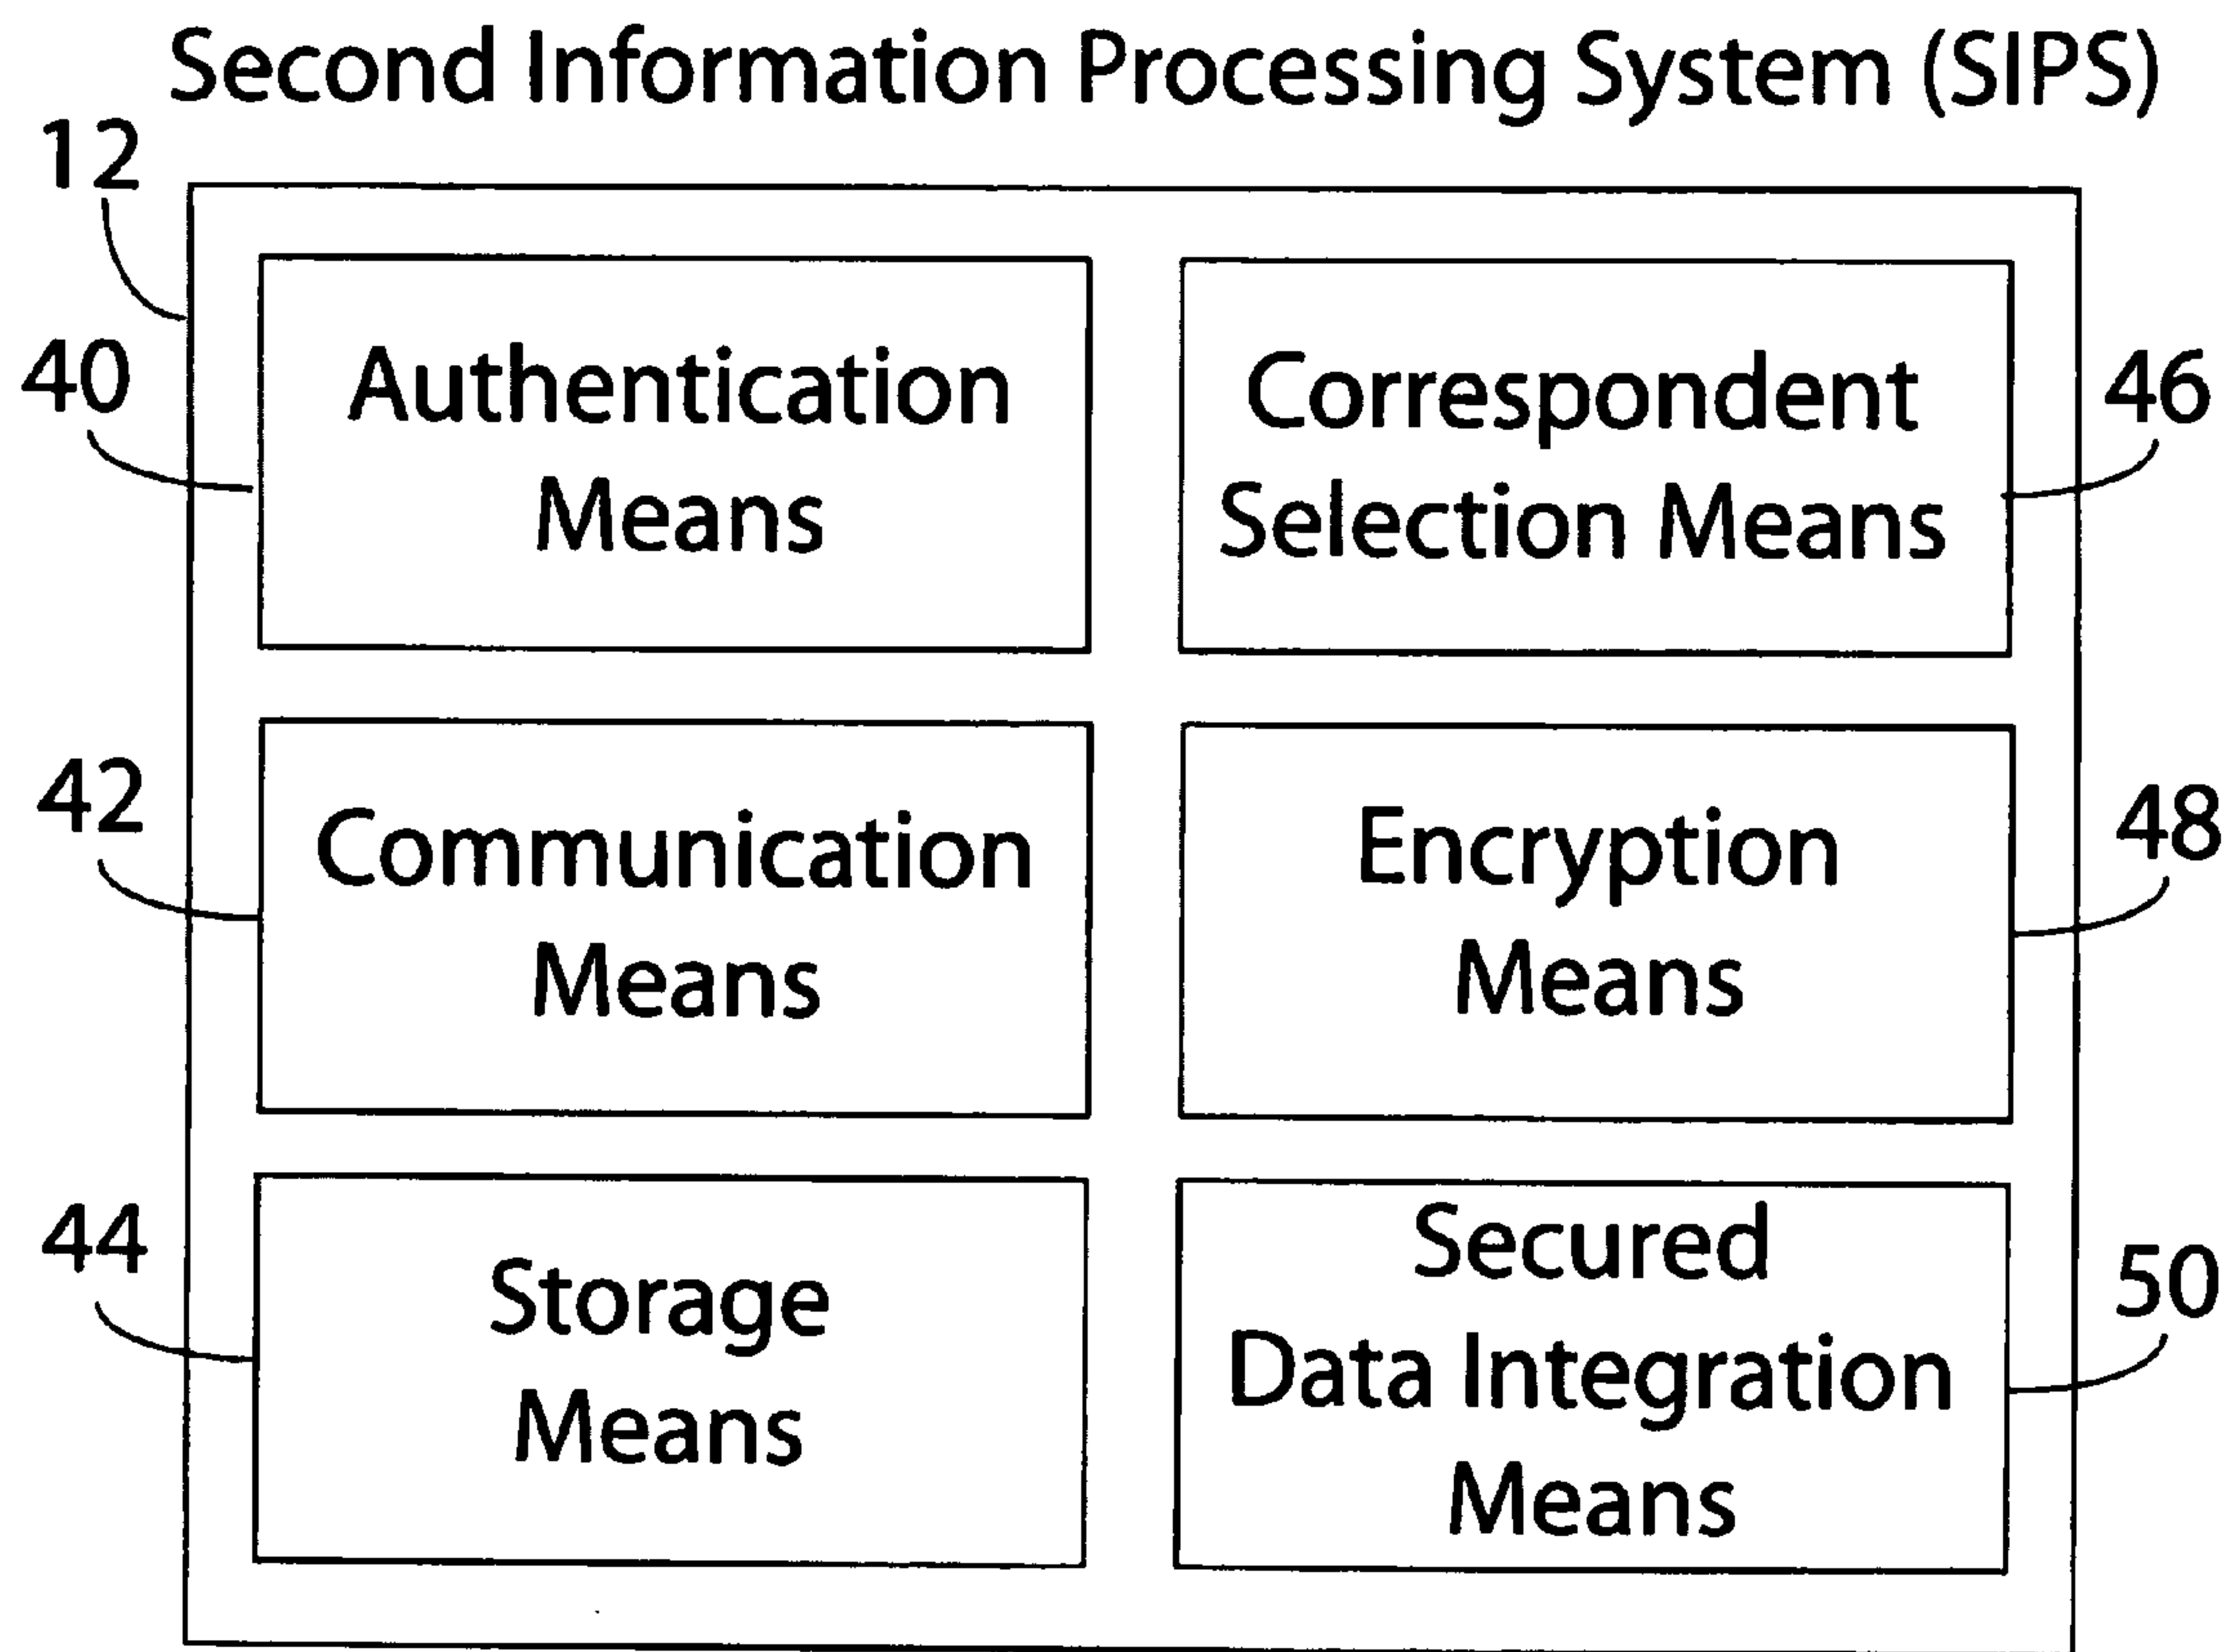 Second Information Processing System (SIPS)
12
40
Authentication
Means
Correspondent
Selection Means
46
42
Communication
Means
Encryption
Means
48
44
Storage
Means
Secured
Data Integration
Means
50